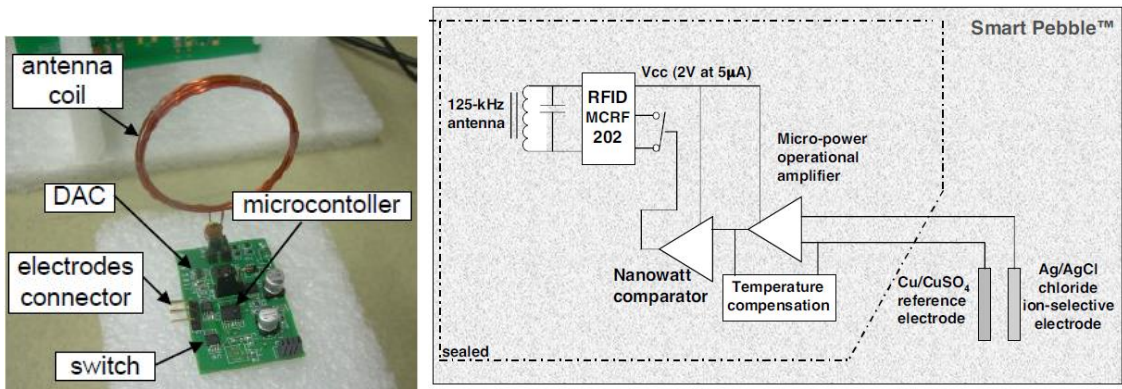 antenna
coil
DAC
microcontoller
electrodes
connector
switch
Smart Pebble™
Vcc (2V at 5µA)
125-kHz
antenna
RFID
MCRF
202
Micro-power
operational
amplifier
Nanowatt
comparator
Temperature
compensation
Cu/CuSO₄
reference
electrode
Ag/AgCl
chloride
ion-selective
electrode
sealed